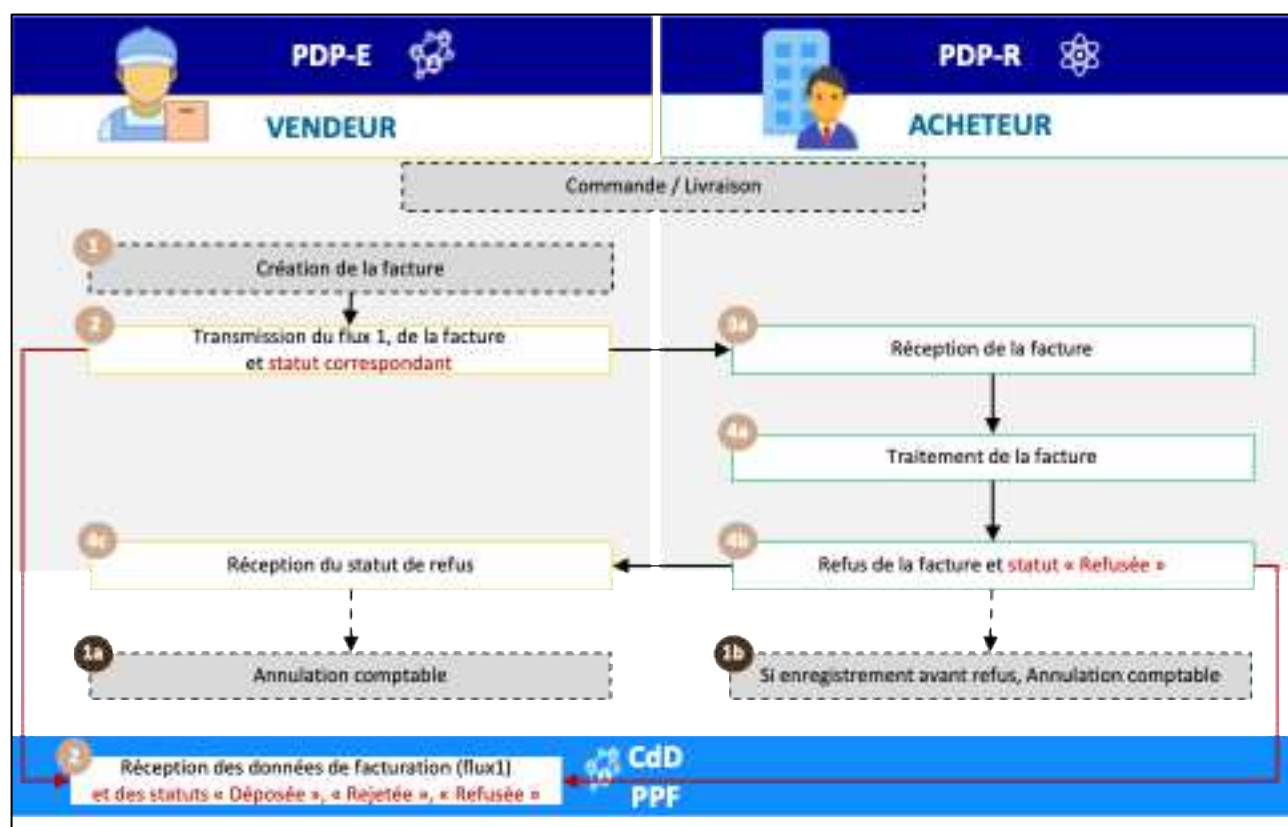 PDP-E
PDP-R
VENDEUR
ACHETEUR
Commande / Livraison
1
Création de la facture
2
Transmission du flux 1, de la facture
et statut correspondant
3a
Réception de la facture
4a
Traitement de la facture
4c
Réception du statut de refus
4b
Refus de la facture et statut « Refusée »
1a
Annulation comptable
1b
Si enregistrement avant refus, Annulation comptable
Réception des données de facturation (flux1)
et des statuts « Déposée », « Rejetée », « Refusée »
CdD
PPF